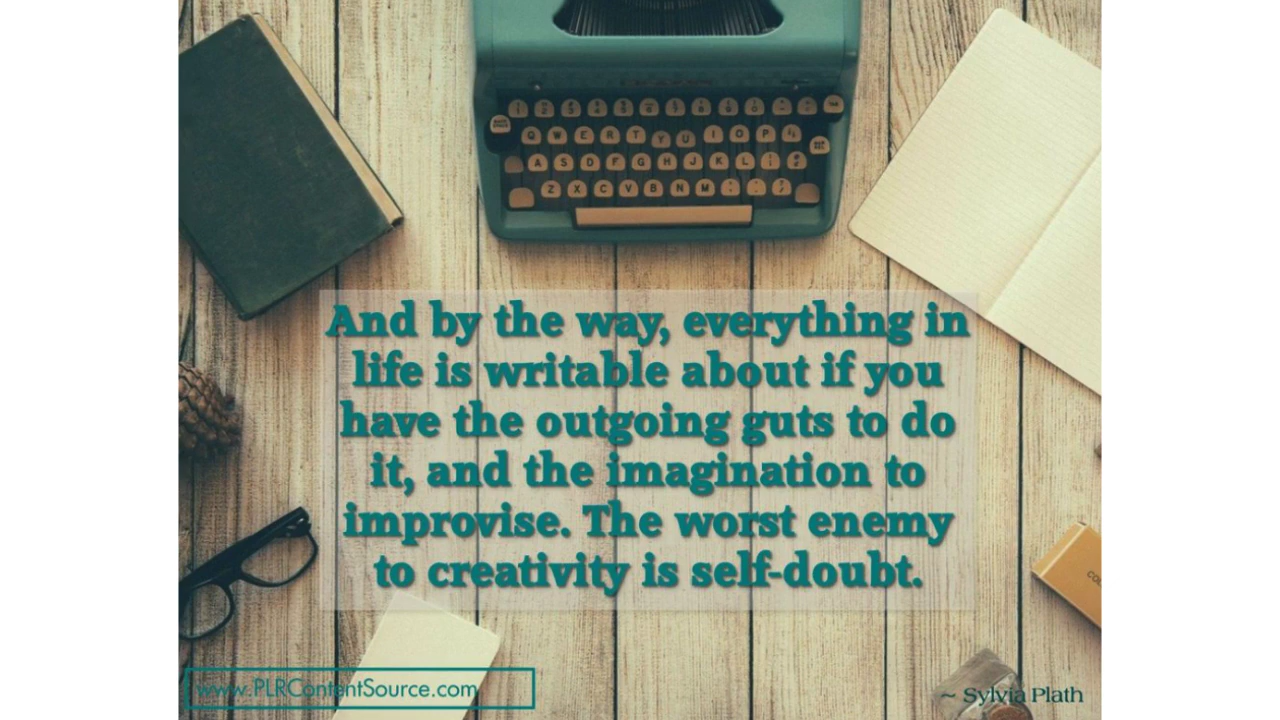 And by the way, everything in
life is writable about if you
have the outgoing guts to do
it, and the imagination to
improvise. The worst enemy
to creativity is self-doubt.
www.PLRContentSource.com
~ Sylvia Plath